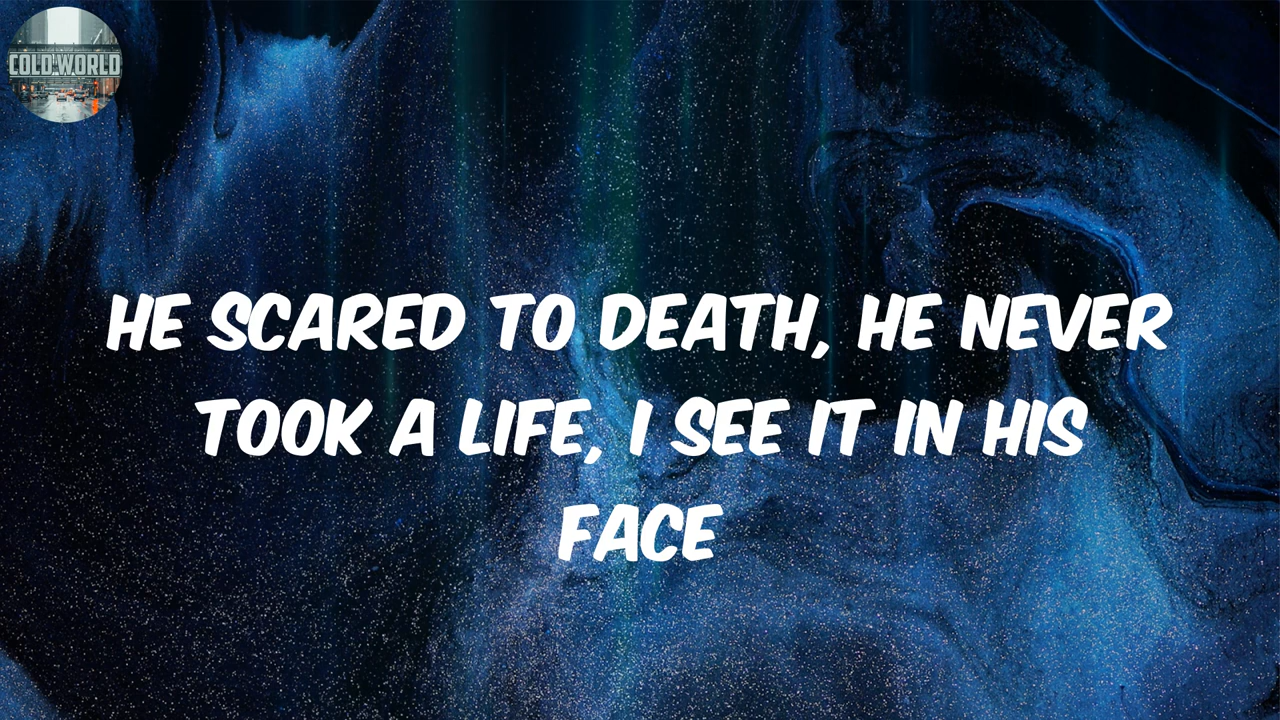 COLD WORLD
HE SCARED TO DEATH, HE NEVER
TOOK A LIFE, I SEE IT IN HIS
FACE